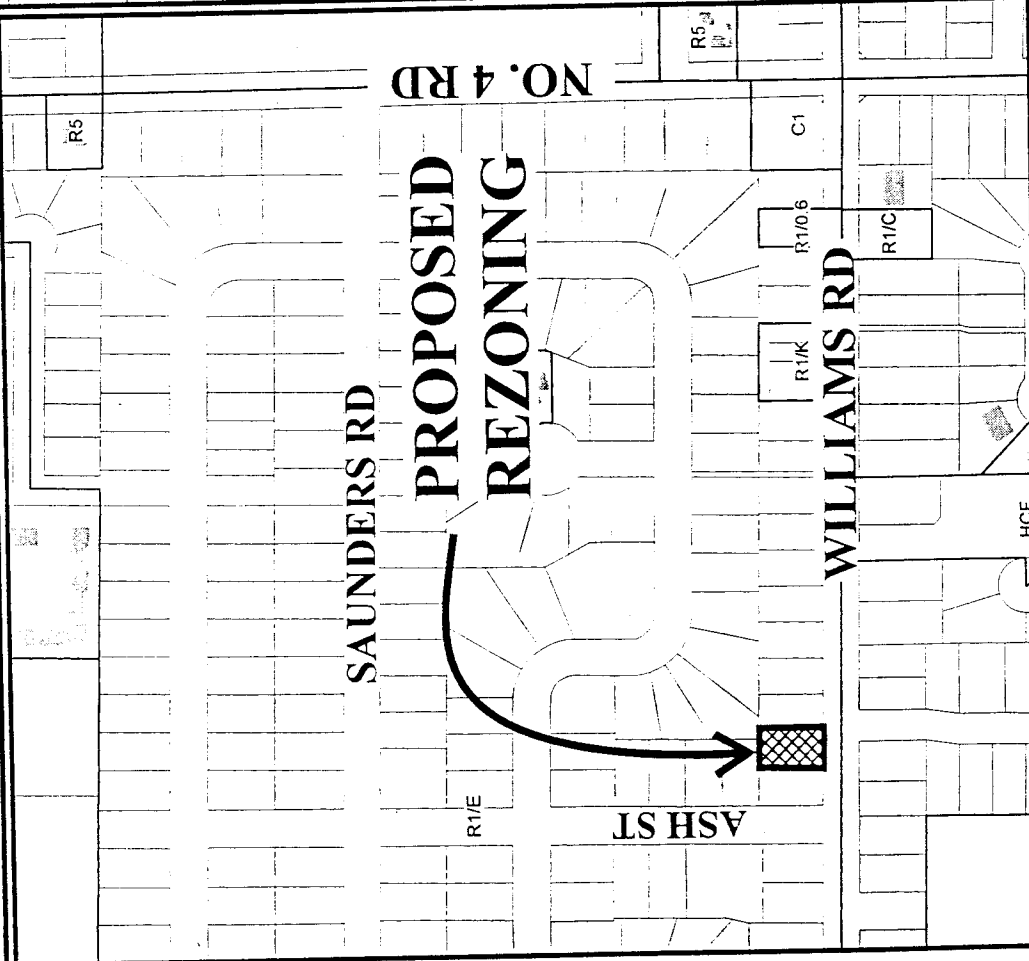 R5
R5
NO. 4 RD
C1
PROPOSED
REZONING
R1/0.6
R1/C
R1/K
SAUNDERS RD
WILLIAMS RD
HCF
R1/E
ASH ST